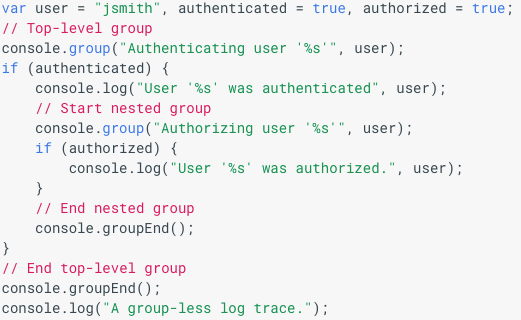 var user = "jsmith", authenticated = true, authorized = true;
// Top-level group
console.group("Authenticating user '%s'", user);
if (authenticated) {
    console.log("User '%s' was authenticated", user);
    // Start nested group
    console.group("Authorizing user '%s'", user);
    if (authorized) {
        console.log("User '%s' was authorized.", user);
    }
    // End nested group
    console.groupEnd();
}
// End top-level group
console.groupEnd();
console.log("A group-less log trace.");